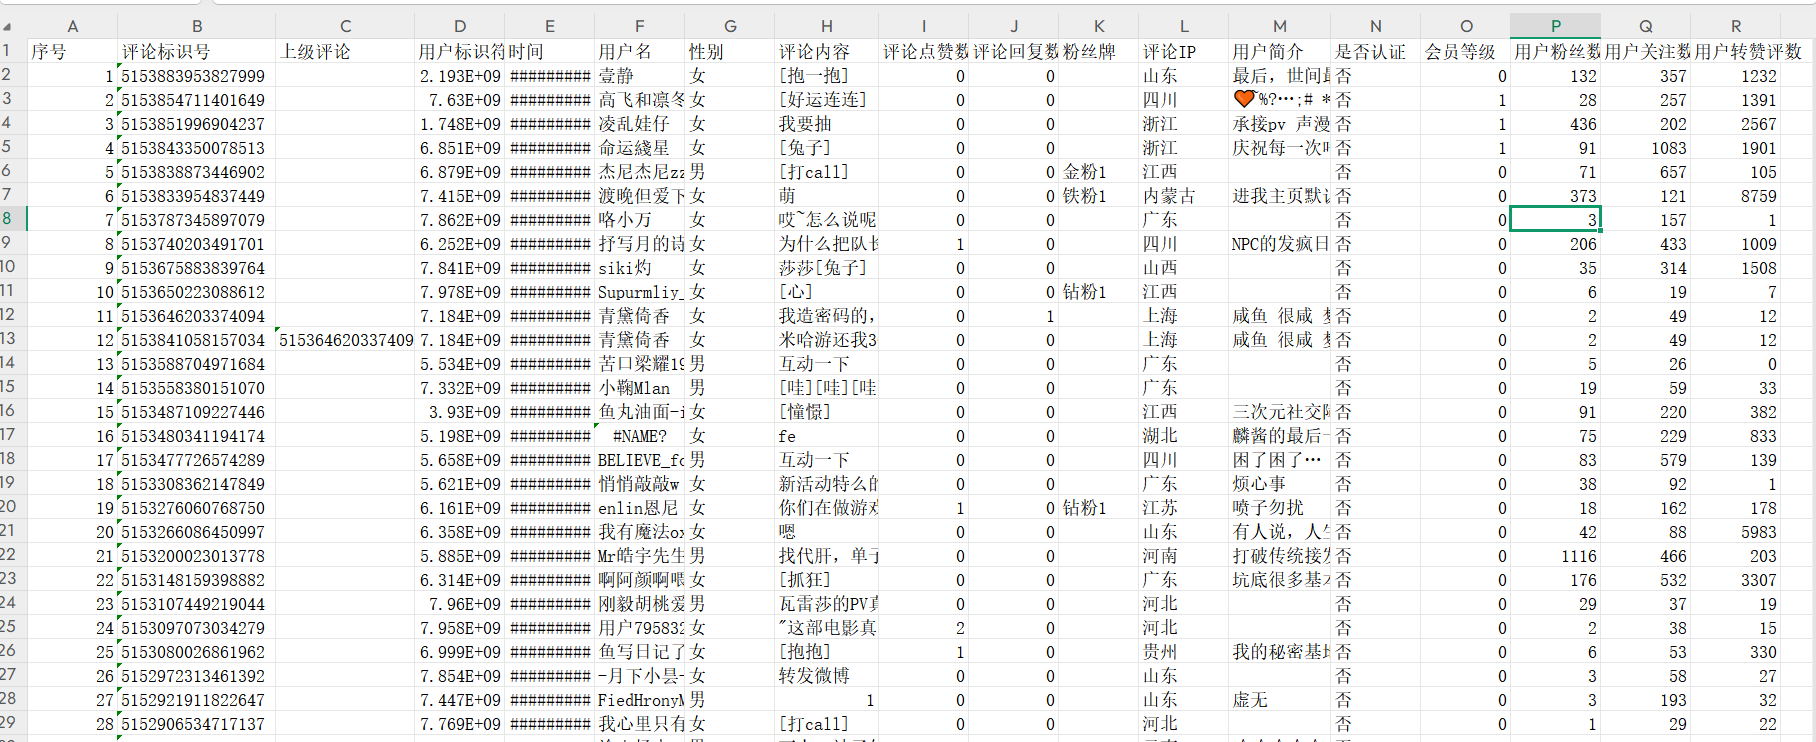 A B C D E F G H I J K L M N O P Q R
1 序号 评论标识号 上级评论 用户标识符 时间 用户名 性别 评论内容 评论点赞数 评论回复数 粉丝牌 评论IP 用户简介 是否认证 会员等级 用户粉丝数 用户关注数 用户转赞评数
2 1 5153883953827999 2.193E+09 ######### 壹静 女 [抱一抱] 0 0 山东 最后，世间 否 0 132 357 1232
3 2 5153854711401649 7.63E+09 ######### 高飞和凛冬 女 [好运连连] 0 0 四川 🧡%?…;# * 否 1 28 257 1391
4 3 5153851996904237 1.748E+09 ######### 凌乱娃仔 女 我要抽 0 0 浙江 承接pv 声漫 否 1 436 202 2567
5 4 5153843350078513 6.851E+09 ######### 命运綫星 女 [兔子] 0 0 浙江 庆祝每一次 否 1 91 1083 1901
6 5 5153838873446902 6.879E+09 ######### 杰尼杰尼zz 男 [打call] 0 0 金粉1 江西 否 0 71 657 105
7 6 5153833954837449 7.415E+09 ######### 渡晚但爱下 女 萌 0 0 铁粉1 内蒙古 进我主页默 否 0 373 121 8759
8 7 5153787345897079 7.862E+09 ######### 咯小万 女 哎~怎么说呢 0 0 广东 否 0 3 157 1
9 8 5153740203491701 6.252E+09 ######### 抒写月的诗 女 为什么把队 1 0 四川 NPC的发疯日 否 0 206 433 1009
10 9 5153675883839764 7.841E+09 ######### siki灼 女 莎莎[兔子] 0 0 山西 否 0 35 314 1508
11 10 5153650223088612 7.978E+09 ######### Supurmliy_ 女 [心] 0 0 钻粉1 江西 否 0 6 19 7
12 11 5153646203374094 7.184E+09 ######### 青黛倚香 女 我造密码的， 0 1 上海 咸鱼 很咸 否 0 2 49 12
13 12 5153841058157034 515364620337409 7.184E+09 ######### 青黛倚香 女 米哈游还我3 0 0 上海 咸鱼 很咸 否 0 2 49 12
14 13 5153588704971684 5.534E+09 ######### 苦口梁耀19 男 互动一下 0 0 广东 否 0 5 26 0
15 14 5153558380151070 7.332E+09 ######### 小鞠Mlan 男 [哇][哇][哇 0 0 广东 否 0 19 59 33
16 15 5153487109227446 3.93E+09 ######### 鱼丸油面-i 女 [憧憬] 0 0 江西 三次元社交 否 0 91 220 382
17 16 5153480341194174 5.198E+09 ######### #NAME? 女 fe 0 0 湖北 麟酱的最后 否 0 75 229 833
18 17 5153477726574289 5.658E+09 ######### BELIEVE_fo 男 互动一下 0 0 四川 困了困了… 否 0 83 579 139
19 18 5153308362147849 5.621E+09 ######### 悄悄敲敲w 女 新活动特么的 0 0 广东 烦心事 否 0 38 92 1
20 19 5153276060768750 6.161E+09 ######### enlin恩尼 女 你们在做游戏 1 0 钻粉1 江苏 喷子勿扰 否 0 18 162 178
21 20 5153266086450997 6.358E+09 ######### 我有魔法ox 女 嗯 0 0 山东 有人说，人生 否 0 42 88 5983
22 21 5153200023013778 5.885E+09 ######### Mr皓宇先生 男 找代肝，单 0 0 河南 打破传统接 否 0 1116 466 203
23 22 5153148159398882 6.314E+09 ######### 啊阿颜啊喂 女 [抓狂] 0 0 广东 坑底很多基 否 0 176 532 3307
24 23 5153107449219044 7.96E+09 ######### 刚毅胡桃爱 男 瓦雷莎的PV真 0 0 河北 否 0 29 37 19
25 24 5153097073034279 7.958E+09 ######### 用户795832 女 "这部电影真 2 0 河北 否 0 2 38 15
26 25 5153080026861962 6.999E+09 ######### 鱼写日记了 女 [抱抱] 1 0 贵州 我的秘密基地 否 0 6 53 330
27 26 5152972313461392 7.854E+09 ######### -月下小昙- 女 转发微博 0 0 山东 否 0 3 58 27
28 27 5152921911822647 7.447E+09 ######### FiedHronyM 男 1 0 0 山东 虚无 否 0 3 193 32
29 28 5152906534717137 7.769E+09 ######### 我心里只有 女 [打call] 0 0 河北 否 0 1 29 22